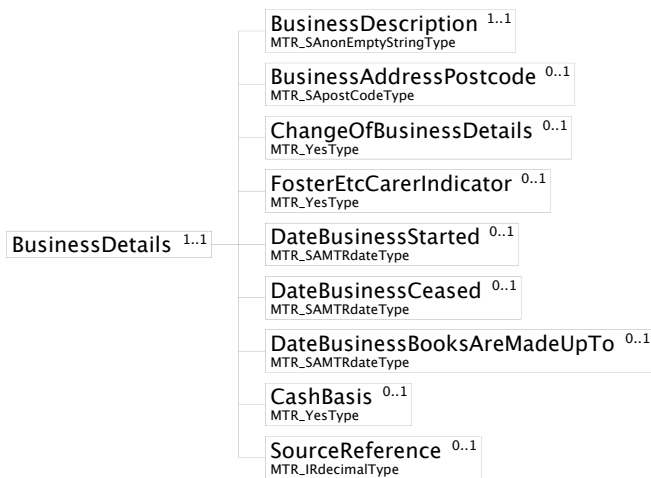 BusinessDescription 1..1
MTR_SAnonEmptyStringType
BusinessAddressPostcode 0..1
MTR_SApostCodeType
ChangeOfBusinessDetails 0..1
MTR_YesType
FosterEtcCarerIndicator 0..1
MTR_YesType
BusinessDetails 1..1
DateBusinessStarted 0..1
MTR_SAMTRdateType
DateBusinessCeased 0..1
MTR_SAMTRdateType
DateBusinessBooksAreMadeUpTo 0..1
MTR_SAMTRdateType
CashBasis 0..1
MTR_YesType
SourceReference 0..1
MTR_IRdecimalType